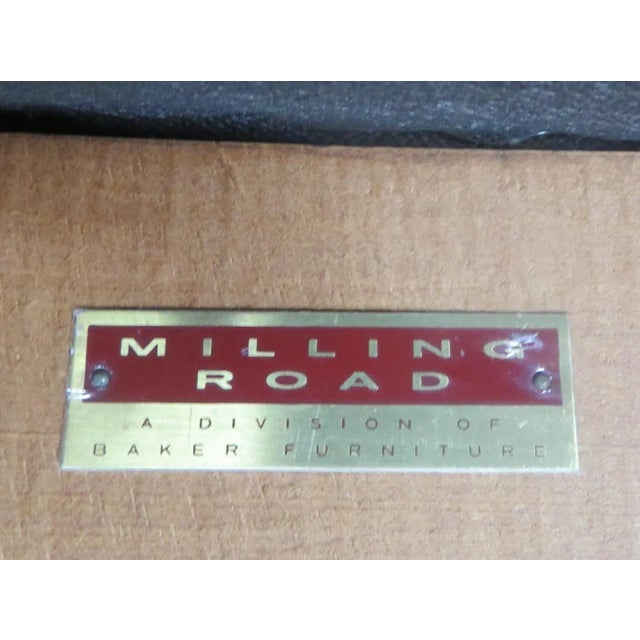 MILLING
ROAD
A DIVISION OF
BAKER FURNITURE